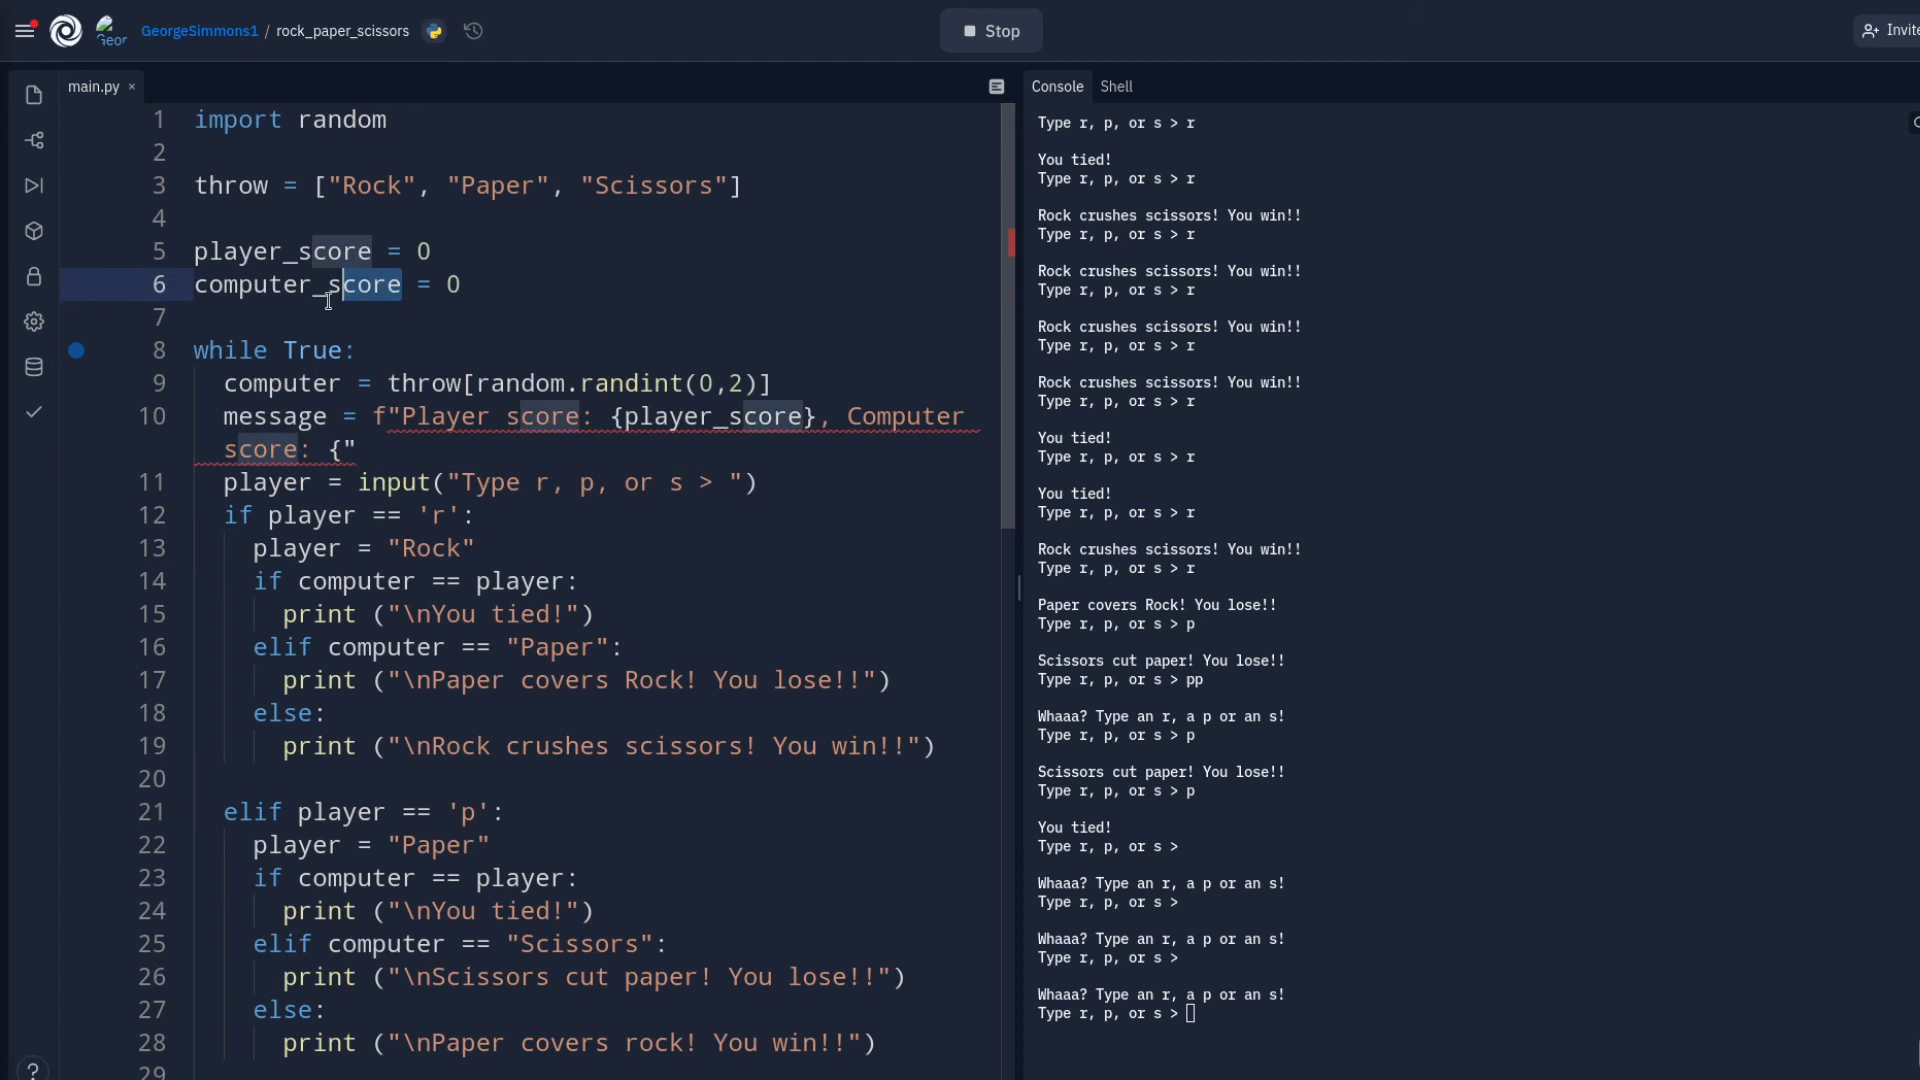 Geor
GeorgeSimmons1 / rock_paper_scissors
Stop
Invite
main.py ×
1 import random
2
3 throw = ["Rock", "Paper", "Scissors"]
4
5 player_score = 0
6 computer_score = 0
7
8 while True:
9 computer = throw[random.randint(0,2)]
10 message = f"Player score: {player_score}, Computer
score: {"
11 player = input("Type r, p, or s > ")
12 if player == 'r':
13 player = "Rock"
14 if computer == player:
15 print ("\nYou tied!")
16 elif computer == "Paper":
17 print ("\nPaper covers Rock! You lose!!")
18 else:
19 print ("\nRock crushes scissors! You win!!")
20
21 elif player == 'p':
22 player = "Paper"
23 if computer == player:
24 print ("\nYou tied!")
25 elif computer == "Scissors":
26 print ("\nScissors cut paper! You lose!!")
27 else:
28 print ("\nPaper covers rock! You win!!")
29
?
Console Shell
Type r, p, or s > r
You tied!
Type r, p, or s > r
Rock crushes scissors! You win!!
Type r, p, or s > r
Rock crushes scissors! You win!!
Type r, p, or s > r
Rock crushes scissors! You win!!
Type r, p, or s > r
Rock crushes scissors! You win!!
Type r, p, or s > r
You tied!
Type r, p, or s > r
You tied!
Type r, p, or s > r
Rock crushes scissors! You win!!
Type r, p, or s > r
Paper covers Rock! You lose!!
Type r, p, or s > p
Scissors cut paper! You lose!!
Type r, p, or s > pp
Whaaa? Type an r, a p or an s!
Type r, p, or s > p
Scissors cut paper! You lose!!
Type r, p, or s > p
You tied!
Type r, p, or s >
Whaaa? Type an r, a p or an s!
Type r, p, or s >
Whaaa? Type an r, a p or an s!
Type r, p, or s >
Whaaa? Type an r, a p or an s!
Type r, p, or s >